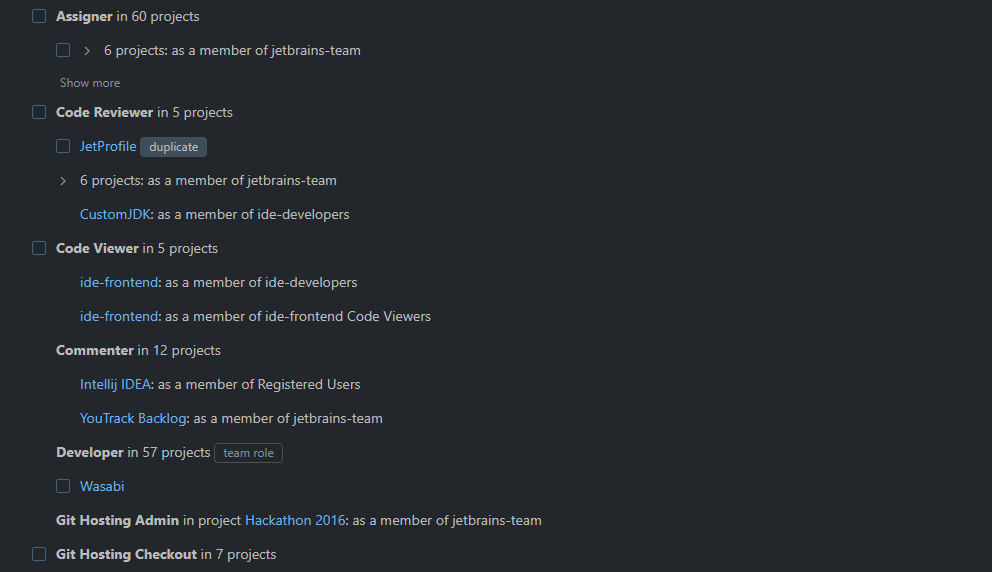 Assigner in 60 projects
6 projects: as a member of jetbrains-team
Show more
Code Reviewer in 5 projects
JetProfile duplicate
6 projects: as a member of jetbrains-team
CustomJDK: as a member of ide-developers
Code Viewer in 5 projects
ide-frontend: as a member of ide-developers
ide-frontend: as a member of ide-frontend Code Viewers
Commenter in 12 projects
Intellij IDEA: as a member of Registered Users
YouTrack Backlog: as a member of jetbrains-team
Developer in 57 projects team role
Wasabi
Git Hosting Admin in project Hackathon 2016: as a member of jetbrains-team
Git Hosting Checkout in 7 projects